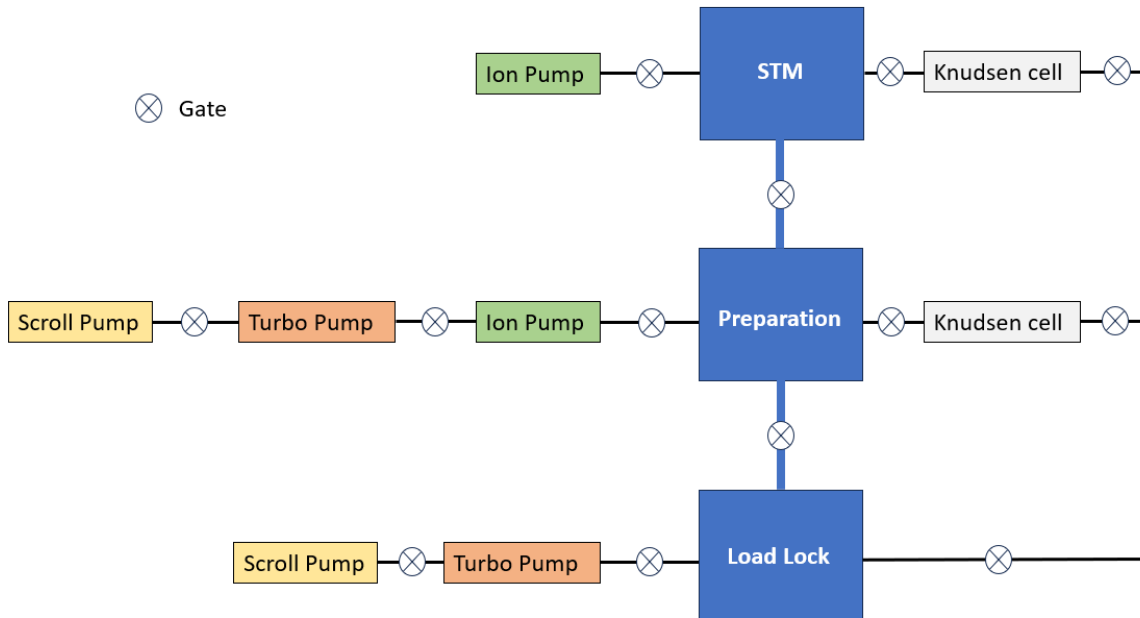 Ion Pump
STM
Knudsen cell
Gate
Scroll Pump
Turbo Pump
Ion Pump
Preparation
Knudsen cell
Scroll Pump
Turbo Pump
Load Lock